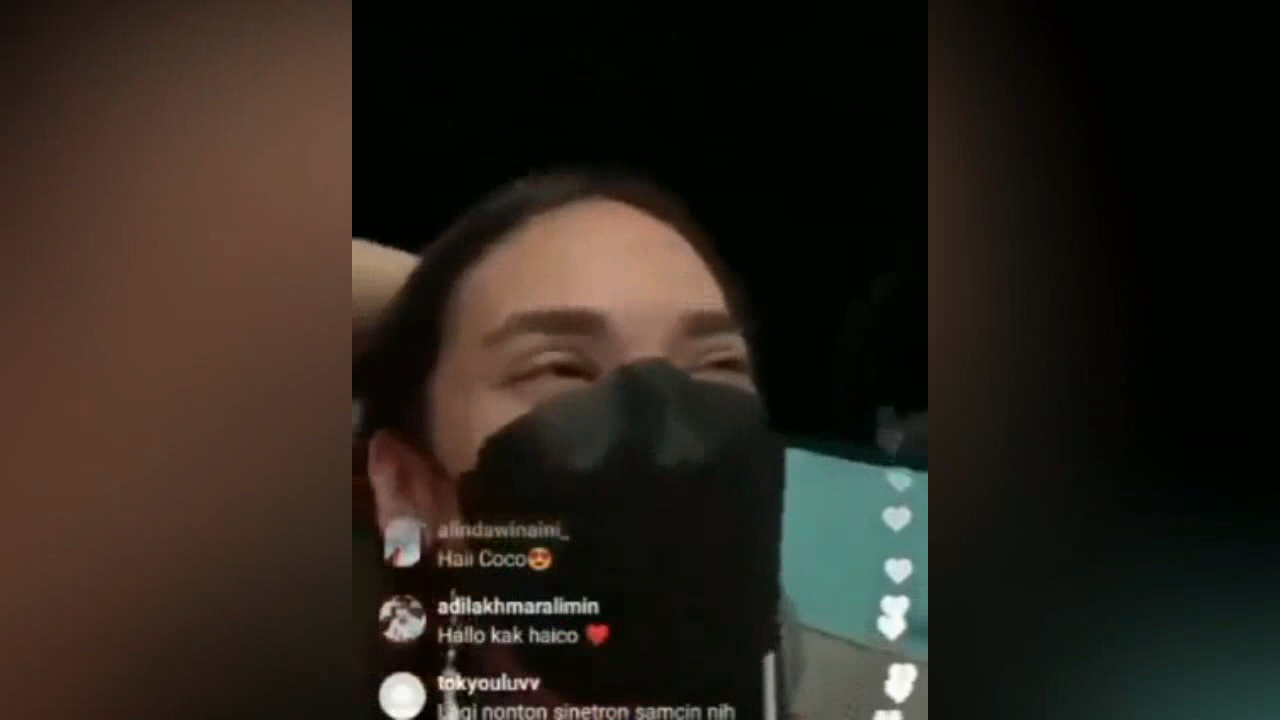 alindawinaini_
Haii Coco😍
adilakhmaralimin
Hallo kak haico ❤️
tokyouluvv
Lagi nonton sinetron samcin nih